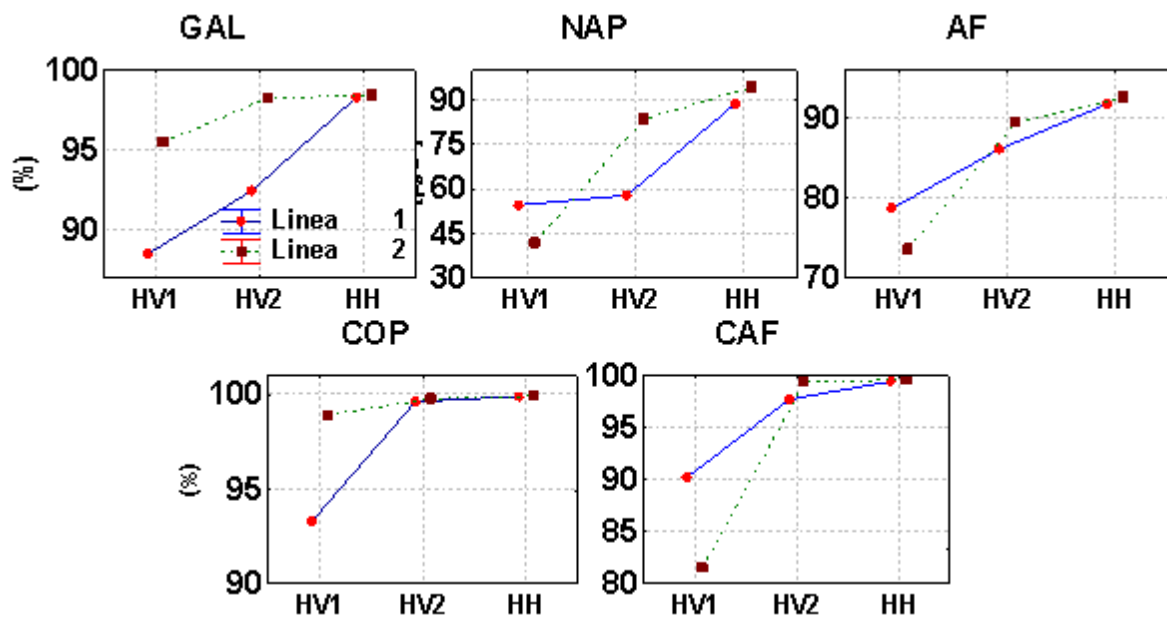 GAL
NAP
AF
100
95
90
(%)
Linea 1
Linea 2
HV1
HV2
HH
90
75
60
45
30
HV1
HV2
HH
90
80
70
HV1
HV2
HH
COP
CAF
100
95
90
(%)
HV1
HV2
HH
100
95
90
85
80
HV1
HV2
HH